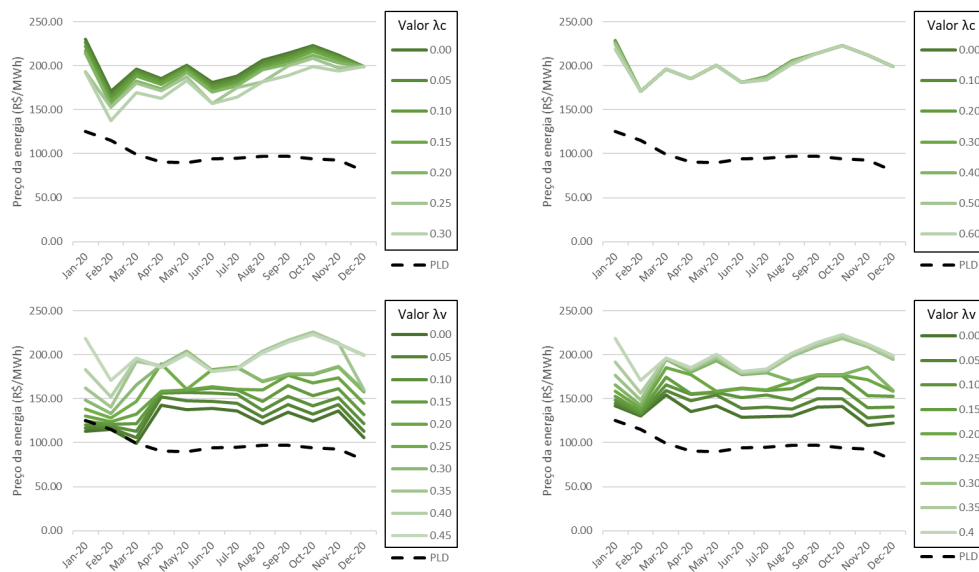 Preço da energia (R$/MWh)
250.00
200.00
150.00
100.00
50.00
0.00
Jan-20
Feb-20
Mar-20
Apr-20
May-20
Jun-20
Jul-20
Aug-20
Sep-20
Oct-20
Nov-20
Dec-20
Valor λc
0.00
0.05
0.10
0.15
0.20
0.25
0.30
PLD
Preço da energia (R$/MWh)
250.00
200.00
150.00
100.00
50.00
0.00
Jan-20
Feb-20
Mar-20
Apr-20
May-20
Jun-20
Jul-20
Aug-20
Sep-20
Oct-20
Nov-20
Dec-20
Valor λc
0.00
0.10
0.20
0.30
0.40
0.50
0.60
PLD
Preço da energia (R$/MWh)
250.00
200.00
150.00
100.00
50.00
0.00
Jan-20
Feb-20
Mar-20
Apr-20
May-20
Jun-20
Jul-20
Aug-20
Sep-20
Oct-20
Nov-20
Dec-20
Valor λv
0.00
0.05
0.10
0.15
0.20
0.25
0.30
0.35
0.40
0.45
PLD
Preço da energia (R$/MWh)
250.00
200.00
150.00
100.00
50.00
0.00
Jan-20
Feb-20
Mar-20
Apr-20
May-20
Jun-20
Jul-20
Aug-20
Sep-20
Oct-20
Nov-20
Dec-20
Valor λv
0.00
0.05
0.10
0.15
0.20
0.25
0.30
0.35
0.4
PLD